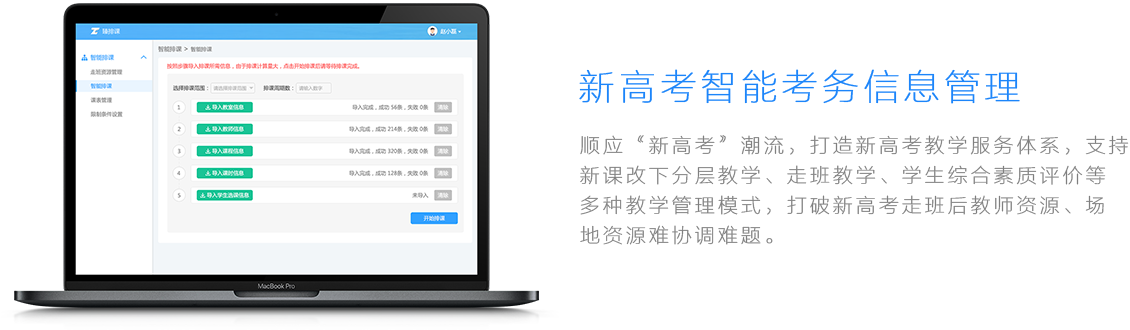 臻排课
赵小磊
智能排课
走班资源管理
智能排课
课表管理
限制条件设置
智能排课 > 智能排课
按照步骤导入排课所需信息，由于排课计算量大，点击开始排课后请等待排课完成。
选择排课范围： 请选择排课范围 排课周期数： 请输入数字
1 导入教室信息 导入完成，成功 56条，失败 0条 清除
2 导入教师信息 导入完成，成功 214条，失败 0条 清除
3 导入课程信息 导入完成，成功 320条，失败 0条 清除
4 导入课时信息 导入完成，成功 128条，失败 0条 清除
5 导入学生选课信息 未导入 清除
开始排课
MacBook Pro
新高考智能考务信息管理
顺应“新高考”潮流，打造新高考教学服务体系，支持
新课改下分层教学、走班教学、学生综合素质评价等
多种教学管理模式，打破新高考走班后教师资源、场
地资源难协调难题。